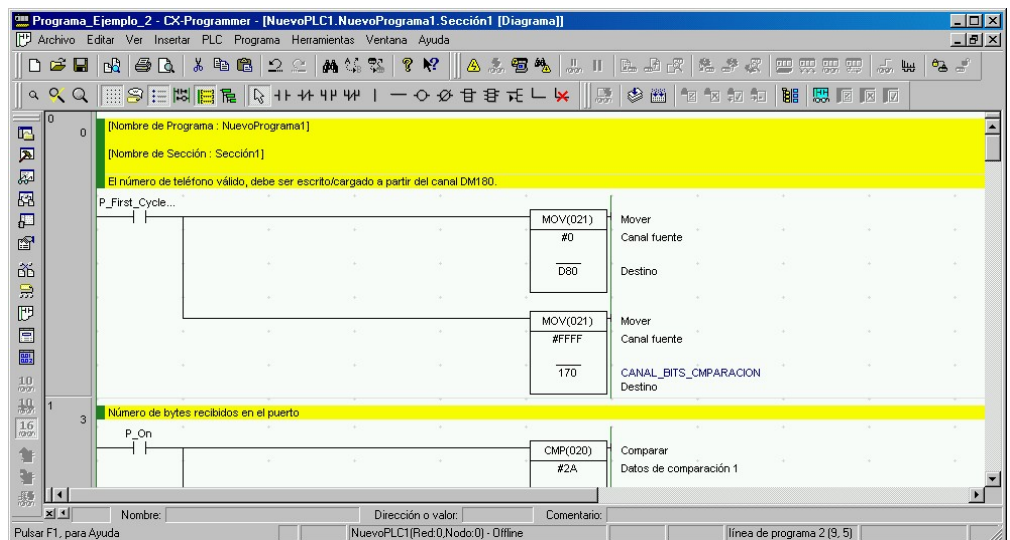 Programa_Ejemplo_2 - CX-Programmer - [NuevoPLC1.NuevoPrograma1.Sección1 [Diagrama]]
Archivo Editar Ver Insertar PLC Programa Herramientas Ventana Ayuda
0
0
[Nombre de Programa : NuevoPrograma1]
[Nombre de Sección : Sección1]
El número de teléfono válido, debe ser escrito/cargado a partir del canal DM180.
P_First_Cycle...
MOV(021) Mover
#0 Canal fuente
D80 Destino
MOV(021) Mover
#FFFF Canal fuente
170 CANAL_BITS_CMPARACION
Destino
1
3
Número de bytes recibidos en el puerto
P_On
CMP(020) Comparar
#2A Datos de comparación 1
Nombre: Dirección o valor: Comentario:
Pulsar F1, para Ayuda NuevoPLC1(Red:0,Nodo:0) - Offline línea de programa 2 (9, 5)